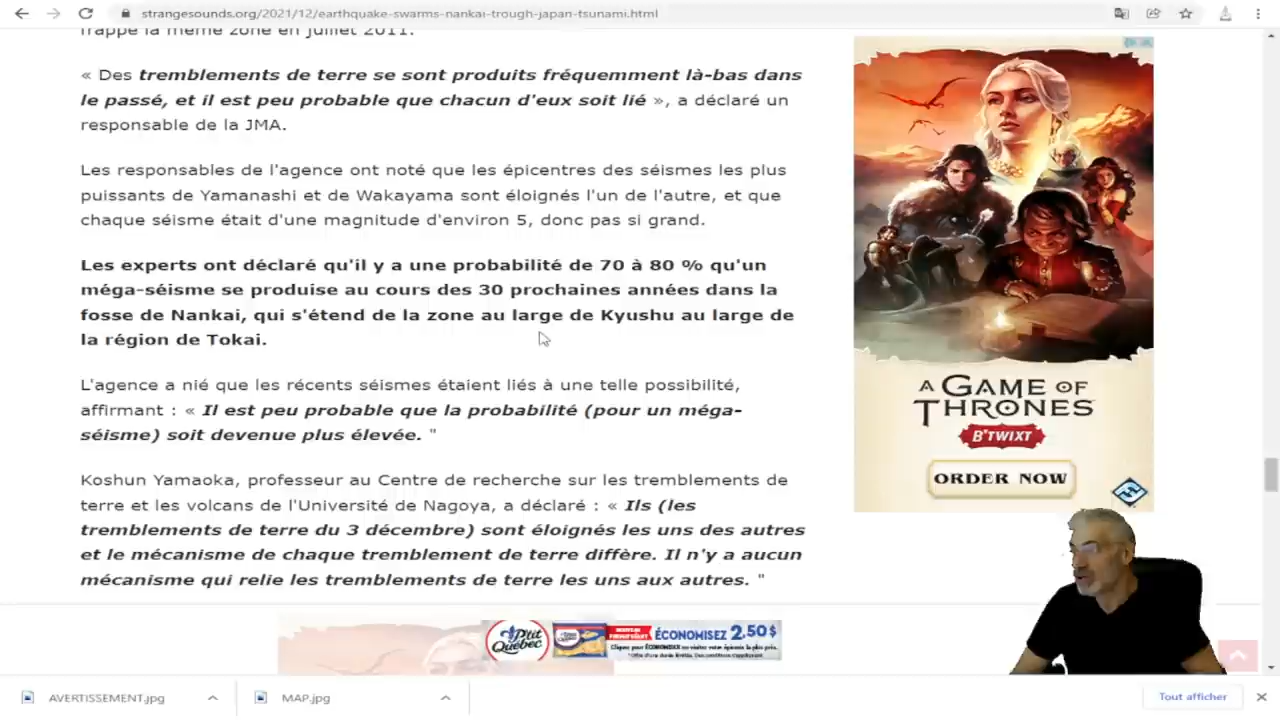 strangesounds.org/2021/12/earthquake-swarms-nankai-trough-japan-tsunami.html
frappé la même zone en juillet 2011.
« Des tremblements de terre se sont produits fréquemment là-bas dans
le passé, et il est peu probable que chacun d'eux soit lié », a déclaré un
responsable de la JMA.
Les responsables de l'agence ont noté que les épicentres des séismes les plus
puissants de Yamanashi et de Wakayama sont éloignés l'un de l'autre, et que
chaque séisme était d'une magnitude d'environ 5, donc pas si grand.
Les experts ont déclaré qu'il y a une probabilité de 70 à 80 % qu'un
méga-séisme se produise au cours des 30 prochaines années dans la
fosse de Nankai, qui s'étend de la zone au large de Kyushu au large de
la région de Tokai.
L'agence a nié que les récents séismes étaient liés à une telle possibilité,
affirmant : « Il est peu probable que la probabilité (pour un méga-
séisme) soit devenue plus élevée. "
Koshun Yamaoka, professeur au Centre de recherche sur les tremblements de
terre et les volcans de l'Université de Nagoya, a déclaré : « Ils (les
tremblements de terre du 3 décembre) sont éloignés les uns des autres
et le mécanisme de chaque tremblement de terre diffère. Il n'y a aucun
mécanisme qui relie les tremblements de terre les uns aux autres. "
A GAME OF
THRONES
B'TWIXT
ORDER NOW
P'tit
Québec
ÉCONOMISEZ 2,50$
AVERTISSEMENT.jpg
MAP.jpg
Tout afficher